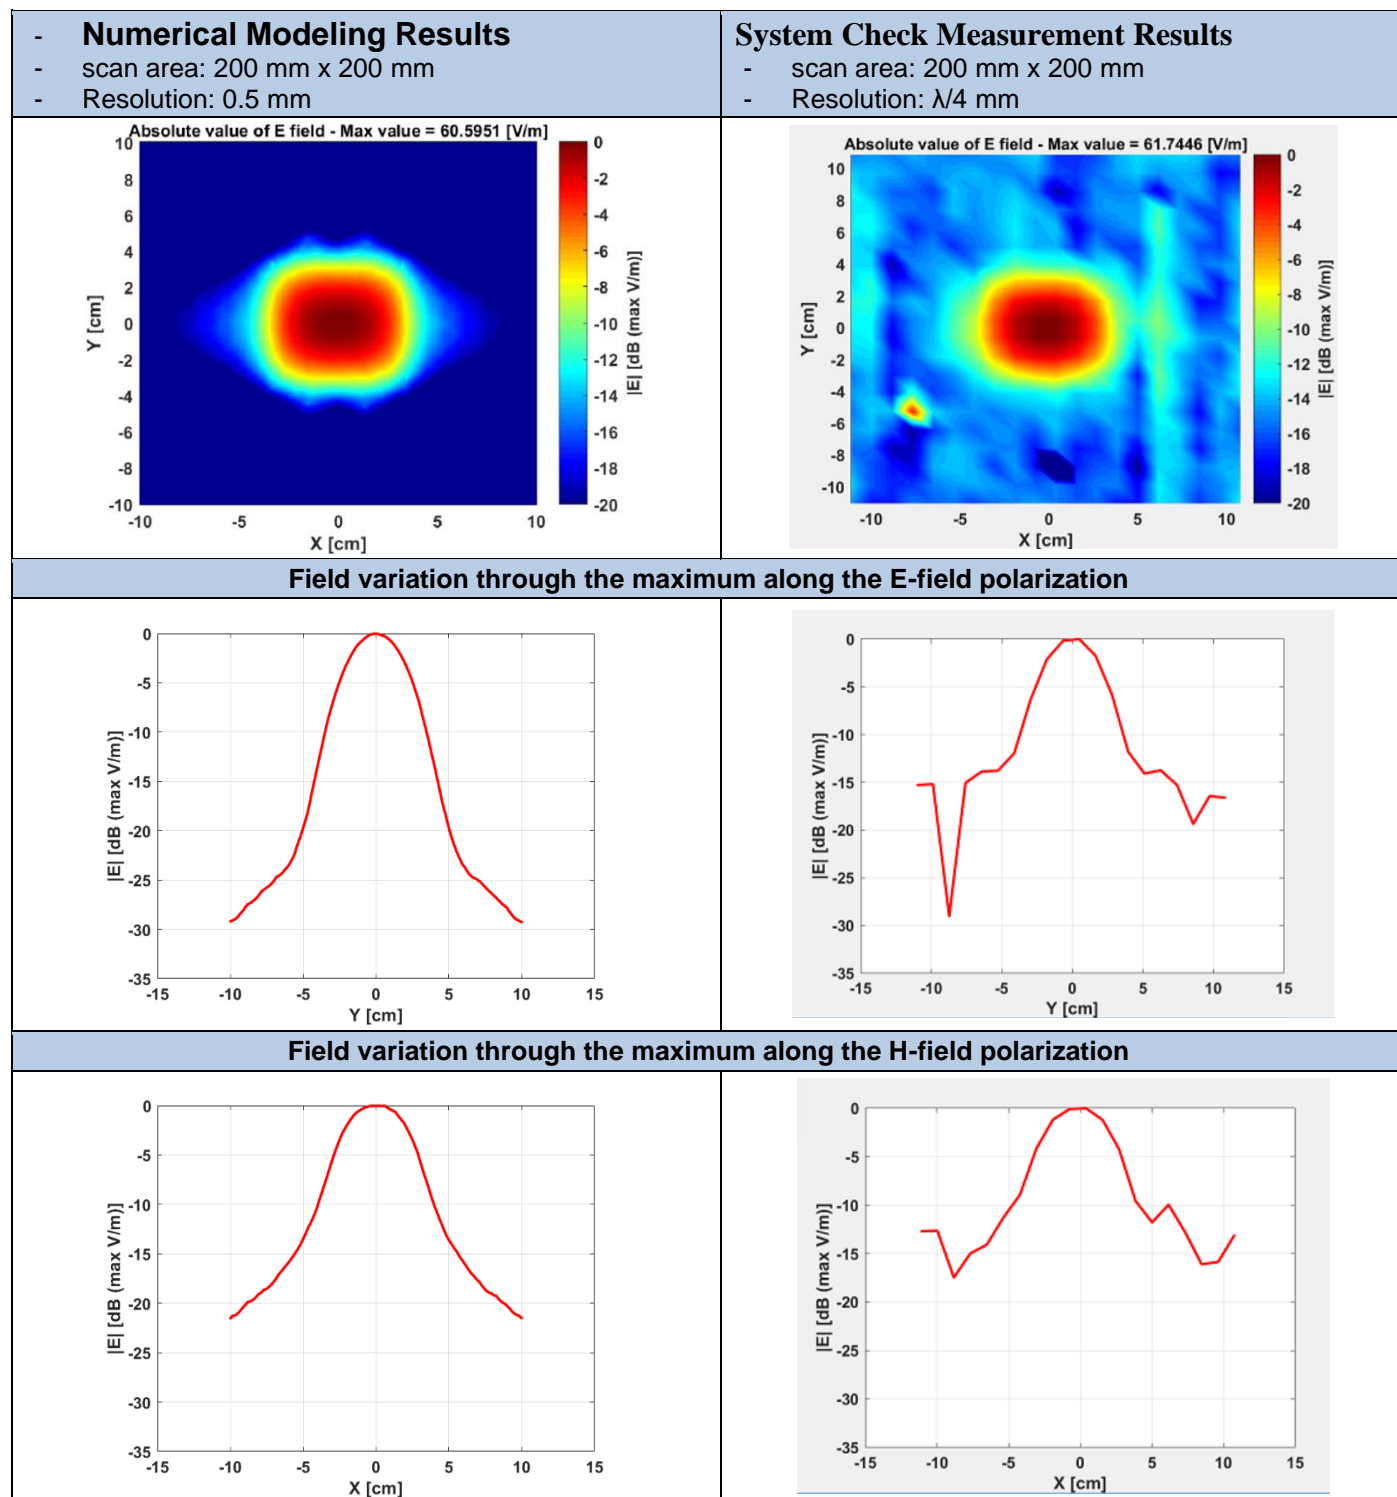 - Numerical Modeling Results
- scan area: 200 mm x 200 mm
- Resolution: 0.5 mm
System Check Measurement Results
- scan area: 200 mm x 200 mm
- Resolution: λ/4 mm
Absolute value of E field - Max value = 60.5951 [V/m]
10
8
6
4
2
0
-2
-4
-6
-8
-10
Y [cm]
-10 -5 0 5 10
X [cm]
0
-2
-4
-6
-8
-10
-12
-14
-16
-18
-20
|E| [dB (max V/m)]
Absolute value of E field - Max value = 61.7446 [V/m]
10
8
6
4
2
0
-2
-4
-6
-8
-10
Y [cm]
-10 -5 0 5 10
X [cm]
0
-2
-4
-6
-8
-10
-12
-14
-16
-18
-20
|E| [dB (max V/m)]
Field variation through the maximum along the E-field polarization
0
-5
-10
-15
-20
-25
-30
-35
|E| [dB (max V/m)]
-15 -10 -5 0 5 10 15
Y [cm]
0
-5
-10
-15
-20
-25
-30
-35
|E| [dB (max V/m)]
-15 -10 -5 0 5 10 15
Y [cm]
Field variation through the maximum along the H-field polarization
0
-5
-10
-15
-20
-25
-30
-35
|E| [dB (max V/m)]
-15 -10 -5 0 5 10 15
X [cm]
0
-5
-10
-15
-20
-25
-30
-35
|E| [dB (max V/m)]
-15 -10 -5 0 5 10 15
X [cm]